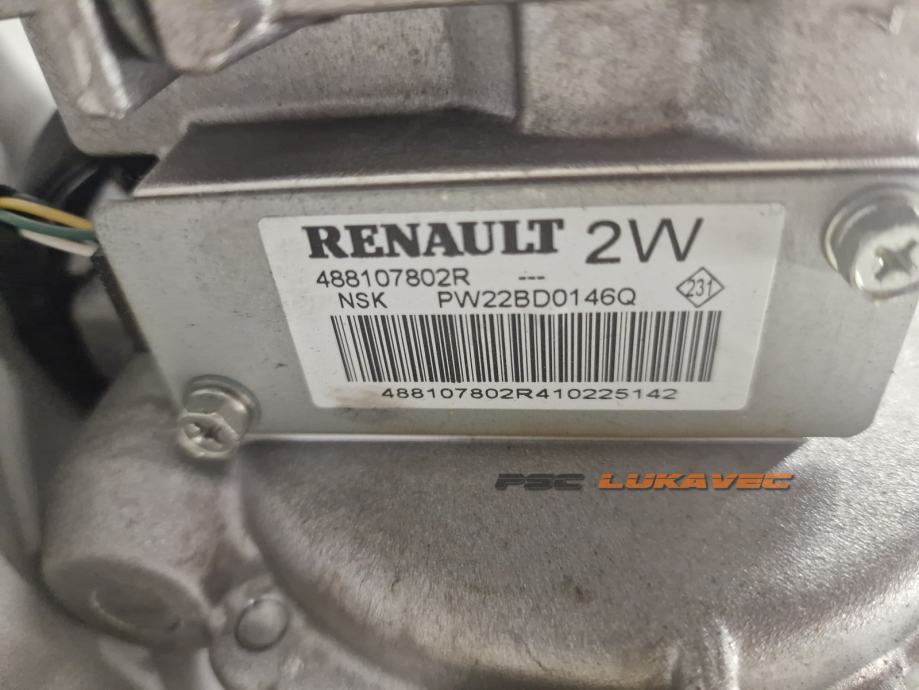 RENAULT 2W
488107802R ---
NSK PW22BD0146Q 231
488107802R410225142
PSC LUKAVEC